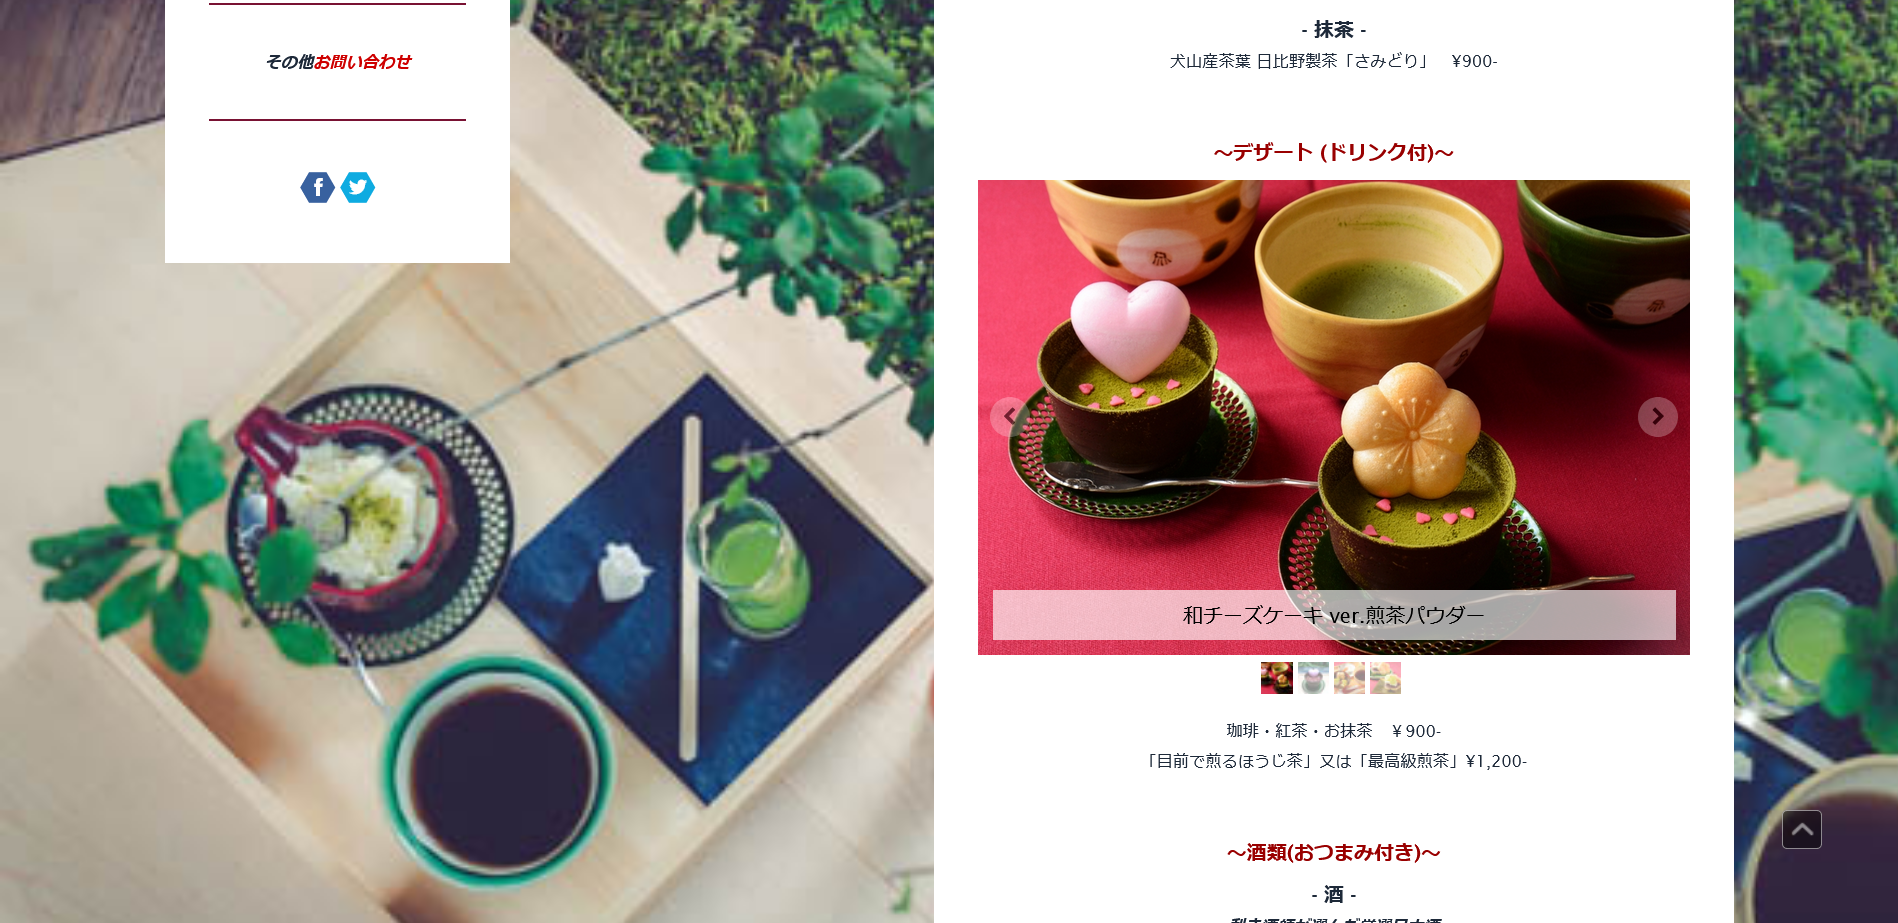 その他お問い合わせ
- 抹茶 -
犬山産茶葉 日比野製茶「さみどり」　¥900-
～デザート (ドリンク付)～
和チーズケーキ ver.煎茶パウダー
珈琲・紅茶・お抹茶　￥900-
「目前で煎るほうじ茶」又は「最高級煎茶」¥1,200-
～酒類(おつまみ付き)～
- 酒 -